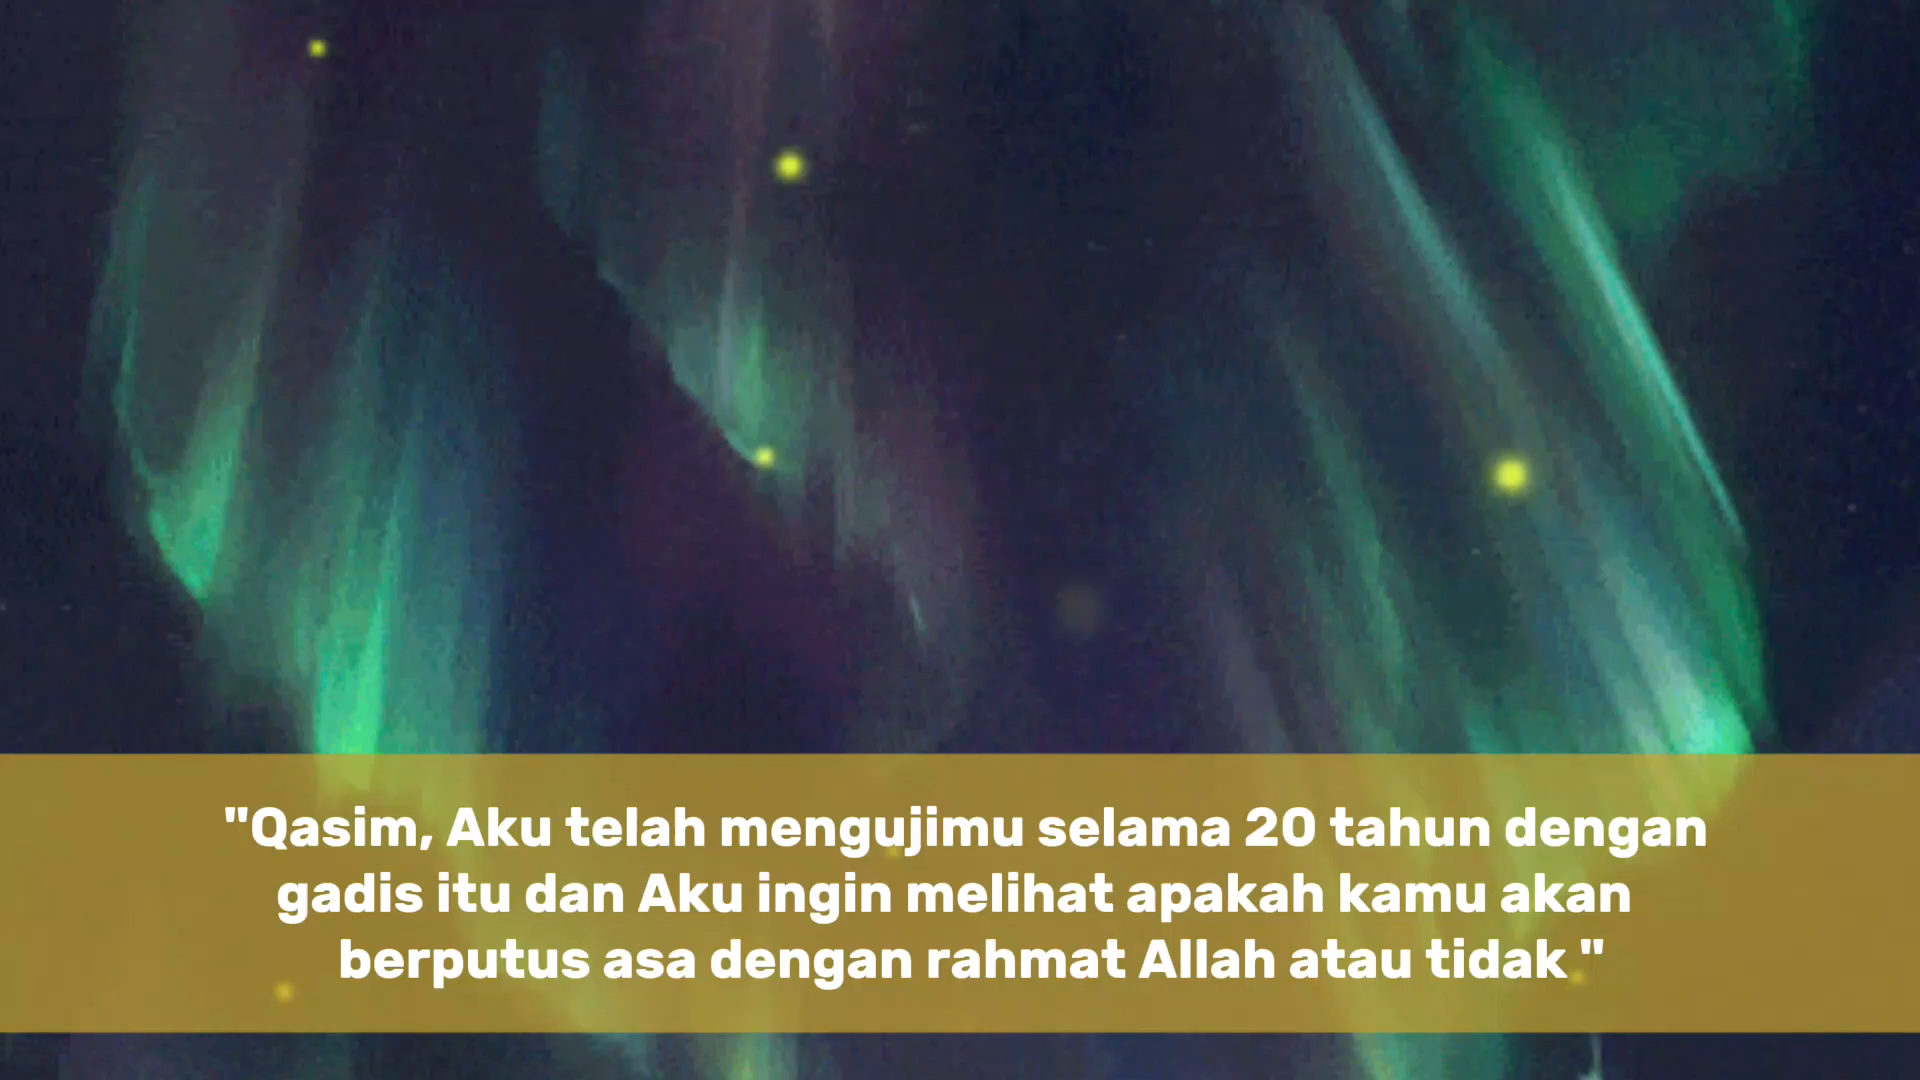 "Qasim, Aku telah mengujimu selama 20 tahun dengan
gadis itu dan Aku ingin melihat apakah kamu akan
berputus asa dengan rahmat Allah atau tidak "